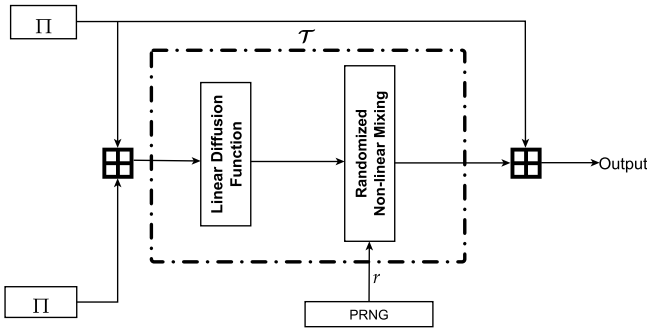 Π
𝒯
Linear Diffusion
Function
Randomized
Non-linear Mixing
Output
r
Π
PRNG